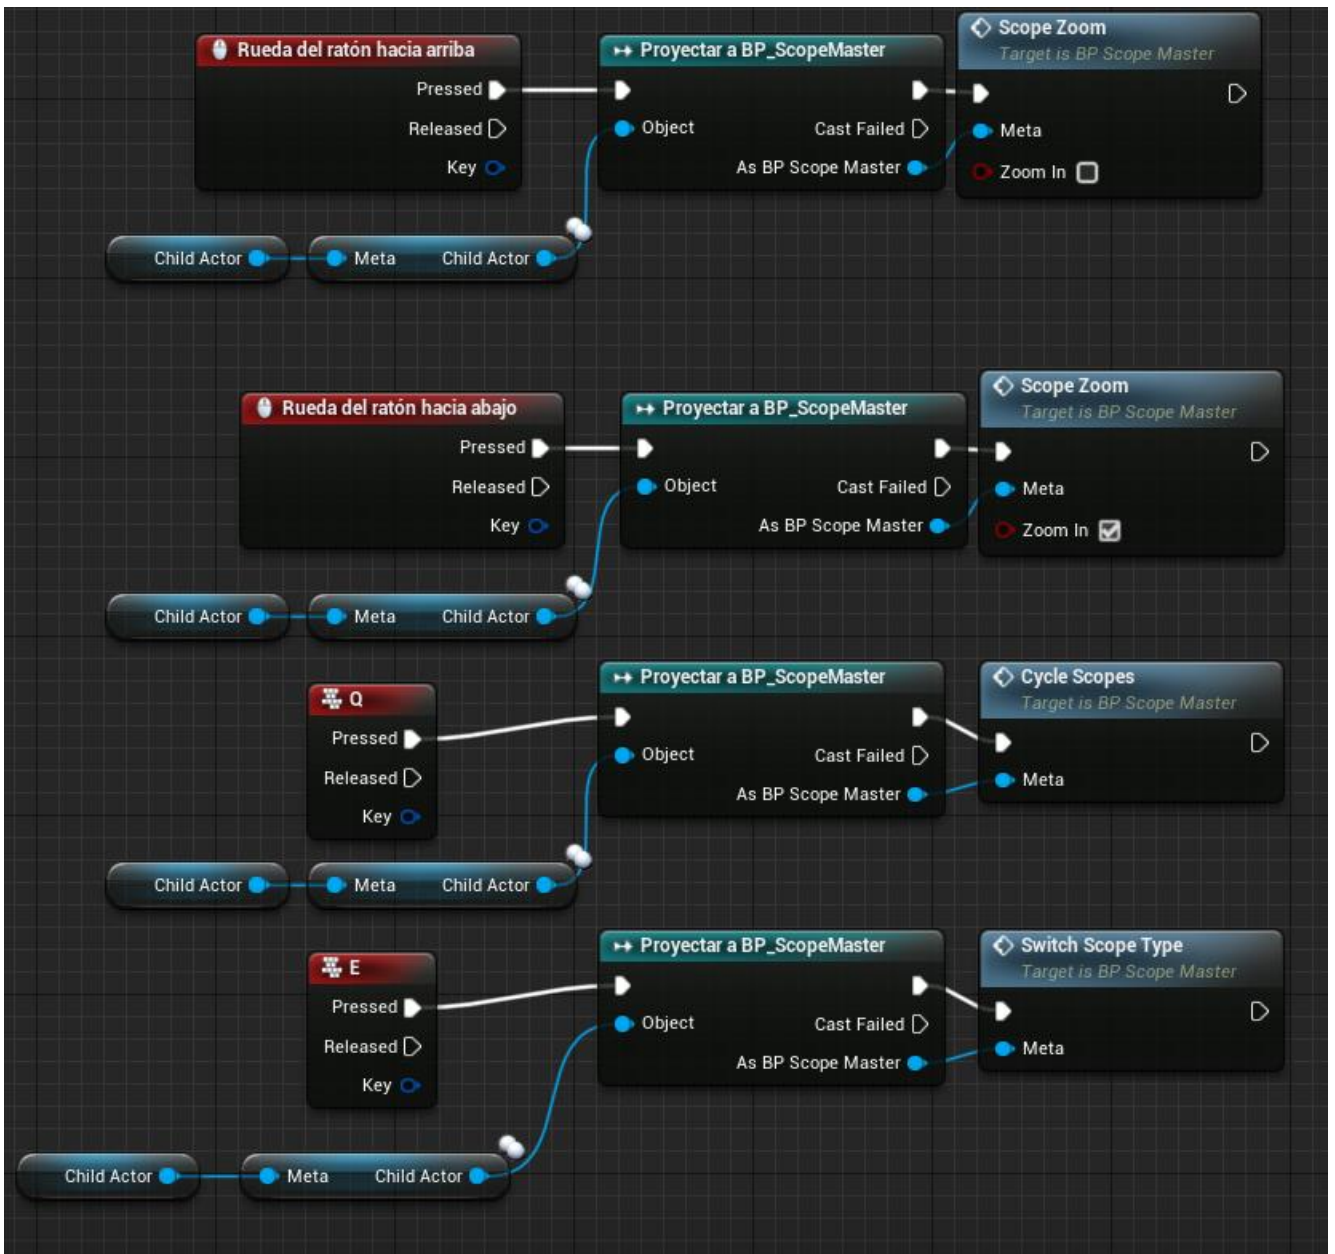 Scope Zoom
Target is BP Scope Master
Rueda del ratón hacia arriba
Proyectar a BP_ScopeMaster
Pressed
Released
Object
Cast Failed
Meta
Key
As BP Scope Master
Zoom In
Child Actor
Meta
Child Actor
Scope Zoom
Target is BP Scope Master
Rueda del ratón hacia abajo
Proyectar a BP_ScopeMaster
Pressed
Released
Object
Cast Failed
Meta
Key
As BP Scope Master
Zoom In
Child Actor
Meta
Child Actor
Proyectar a BP_ScopeMaster
Cycle Scopes
Target is BP Scope Master
Q
Pressed
Object
Cast Failed
Released
Meta
As BP Scope Master
Key
Child Actor
Meta
Child Actor
Proyectar a BP_ScopeMaster
Switch Scope Type
Target is BP Scope Master
E
Pressed
Object
Cast Failed
Released
Meta
As BP Scope Master
Key
Child Actor
Meta
Child Actor